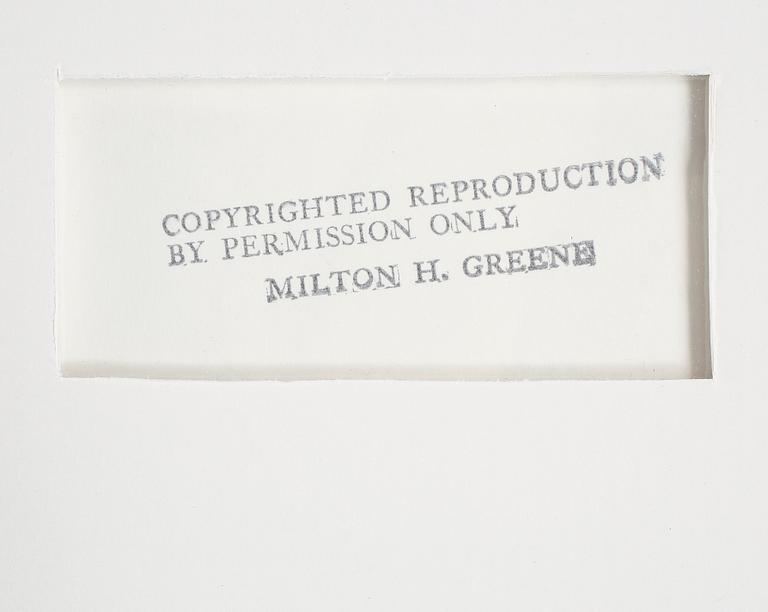 COPYRIGHTED REPRODUCTION
BY PERMISSION ONLY
MILTON H. GREENE